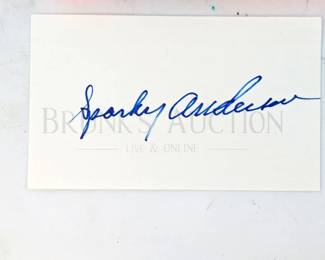 Sparky Anderson
BRUNK'S AUCTION
LIVE & ONLINE